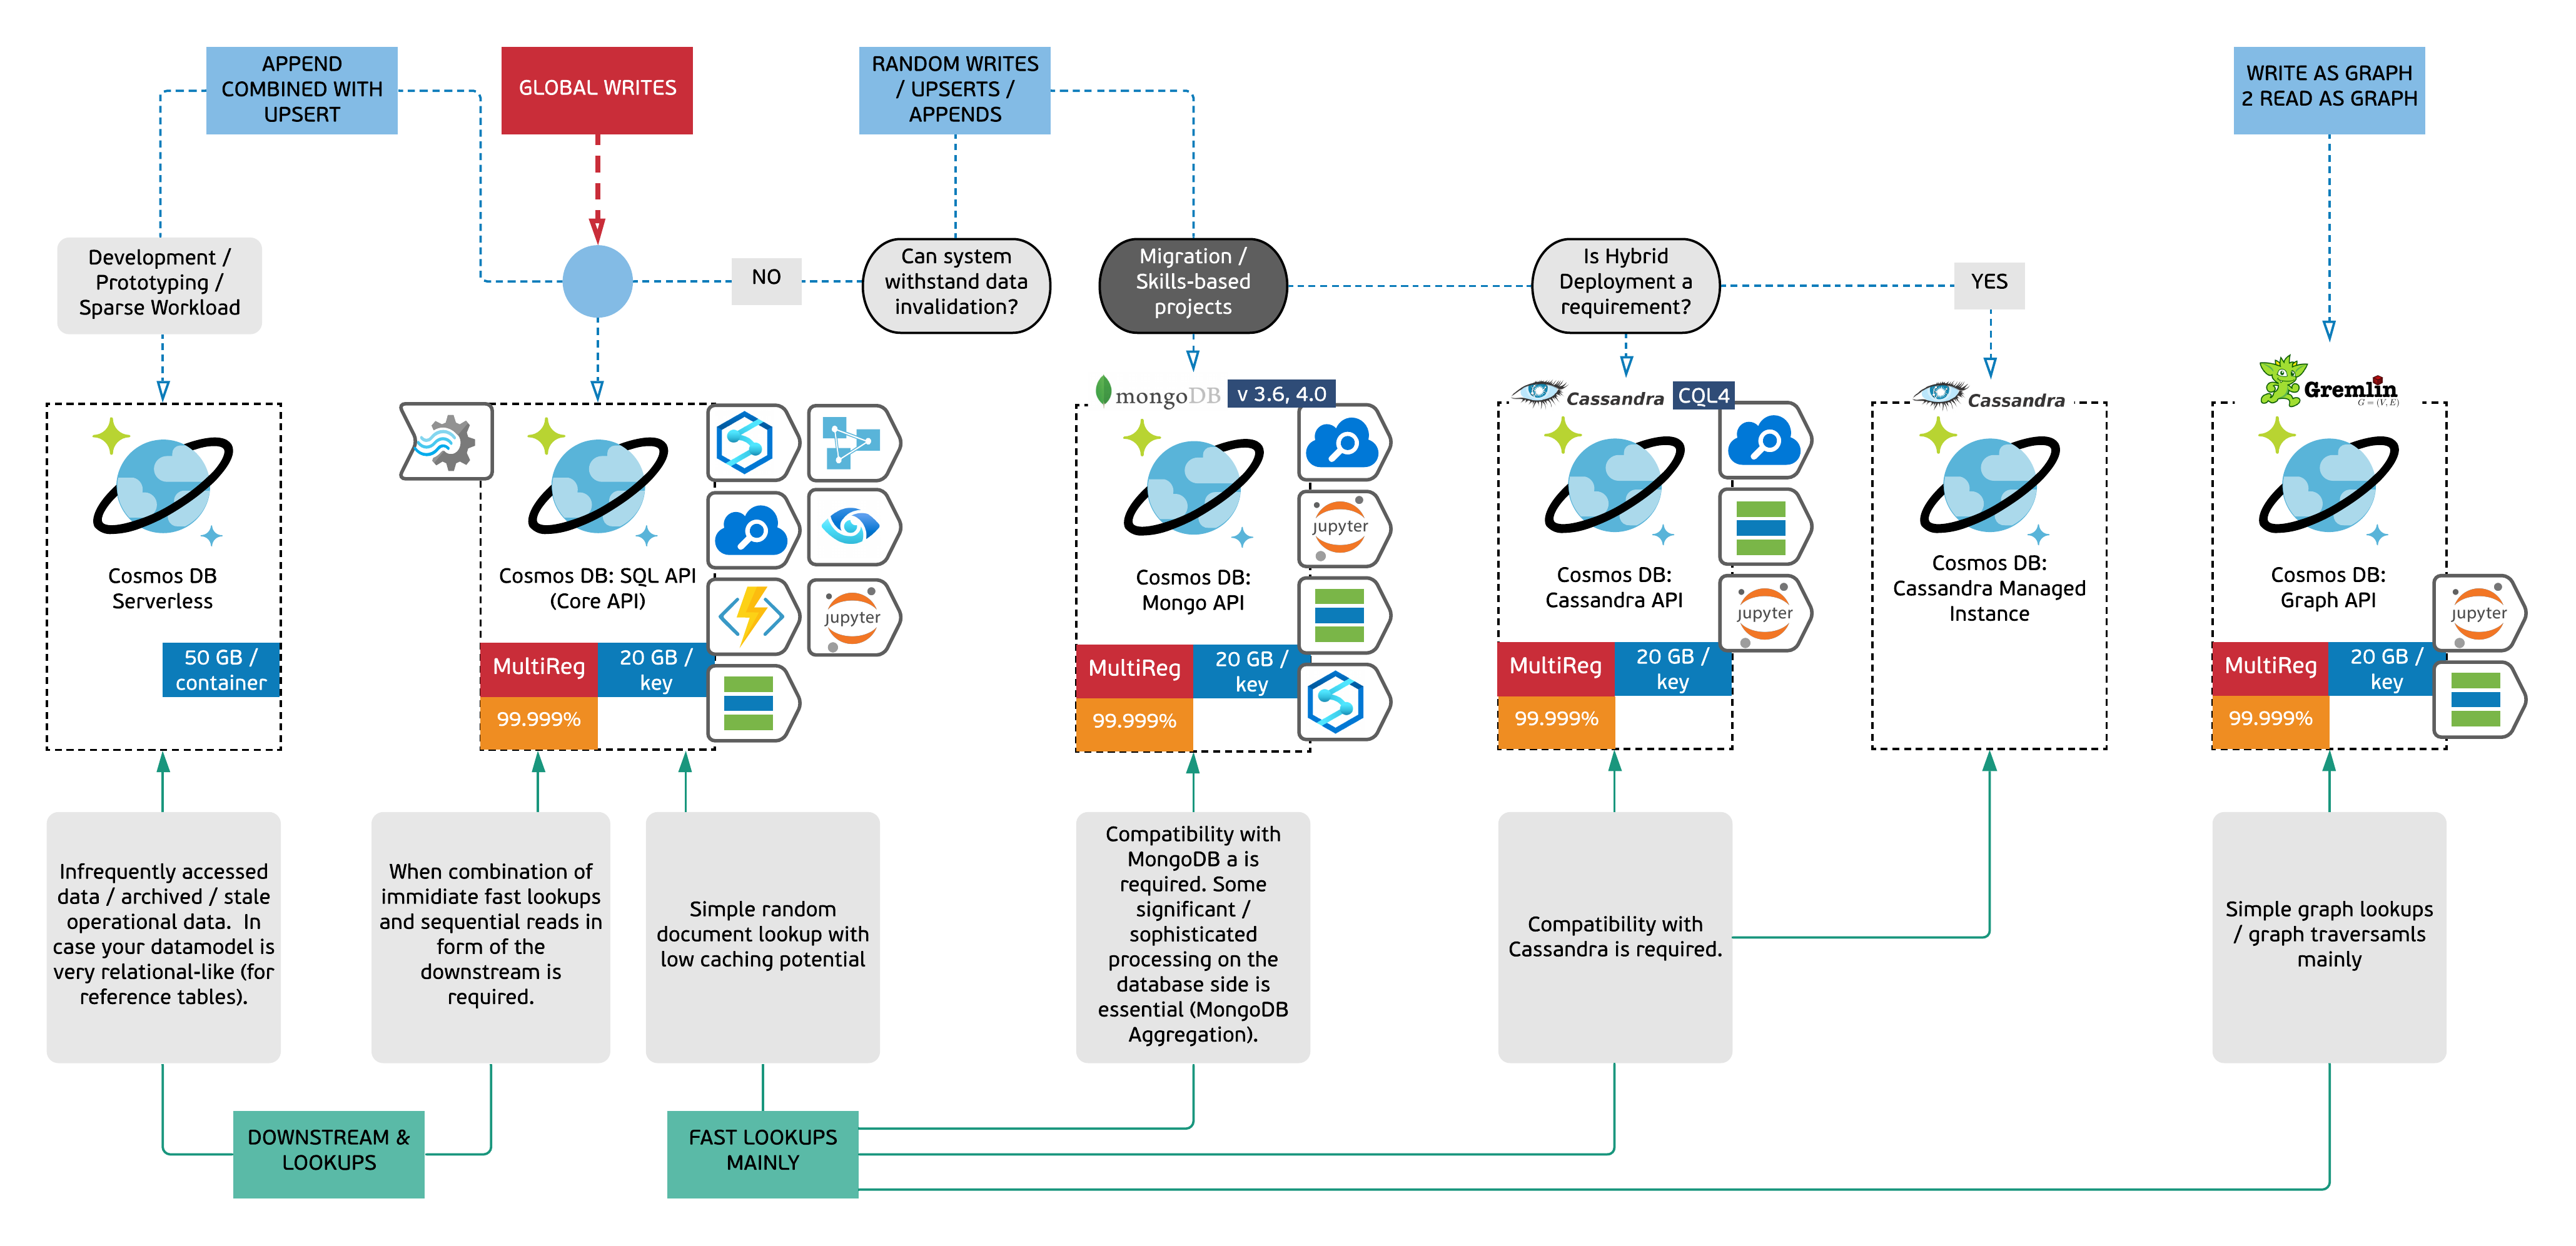 APPEND
COMBINED WITH
UPSERT
GLOBAL WRITES
RANDOM WRITES
/ UPSERTS /
APPENDS
WRITE AS GRAPH
2 READ AS GRAPH
Development /
Prototyping /
Sparse Workload
NO
Can system
withstand data
invalidation?
Migration /
Skills-based
projects
Is Hybrid
Deployment a
requirement?
YES
mongoDB
v 3.6, 4.0
Cassandra
CQL4
Cassandra
Gremlin
G = (V, E)
Cosmos DB
Serverless
50 GB /
container
Cosmos DB: SQL API
(Core API)
MultiReg
20 GB /
key
99.999%
jupyter
Cosmos DB:
Mongo API
MultiReg
20 GB /
key
99.999%
jupyter
Cosmos DB:
Cassandra API
MultiReg
20 GB /
key
99.999%
jupyter
Cosmos DB:
Cassandra Managed
Instance
Cosmos DB:
Graph API
MultiReg
20 GB /
key
99.999%
jupyter
Infrequently accessed
data / archived / stale
operational data. In
case your datamodel is
very relational-like (for
reference tables).
When combination of
immidiate fast lookups
and sequential reads in
form of the
downstream is
required.
Simple random
document lookup with
low caching potential
Compatibility with
MongoDB a is
required. Some
significant /
sophisticated
processing on the
database side is
essential (MongoDB
Aggregation).
Compatibility with
Cassandra is required.
Simple graph lookups
/ graph traversamls
mainly
DOWNSTREAM &
LOOKUPS
FAST LOOKUPS
MAINLY